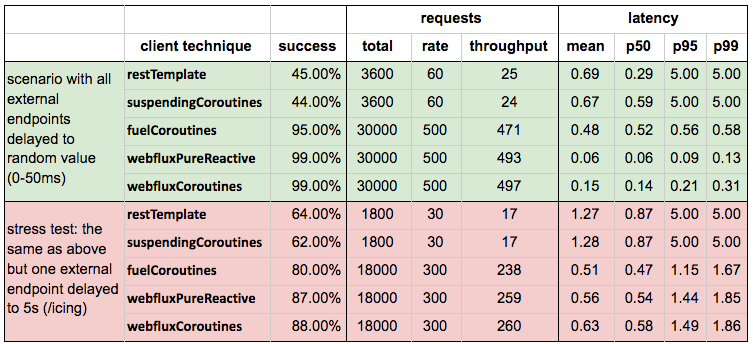 requests latency
client technique success total rate throughput mean p50 p95 p99
scenario with all
external
endpoints
delayed to
random value
(0-50ms)
restTemplate 45.00% 3600 60 25 0.69 0.29 5.00 5.00
suspendingCoroutines 44.00% 3600 60 24 0.67 0.59 5.00 5.00
fuelCoroutines 95.00% 30000 500 471 0.48 0.52 0.56 0.58
webfluxPureReactive 99.00% 30000 500 493 0.06 0.06 0.09 0.13
webfluxCoroutines 99.00% 30000 500 497 0.15 0.14 0.21 0.31
stress test: the
same as above
but one external
endpoint delayed
to 5s (/icing)
restTemplate 64.00% 1800 30 17 1.27 0.87 5.00 5.00
suspendingCoroutines 62.00% 1800 30 17 1.28 0.87 5.00 5.00
fuelCoroutines 80.00% 18000 300 238 0.51 0.47 1.15 1.67
webfluxPureReactive 87.00% 18000 300 259 0.56 0.54 1.44 1.85
webfluxCoroutines 88.00% 18000 300 260 0.63 0.58 1.49 1.86